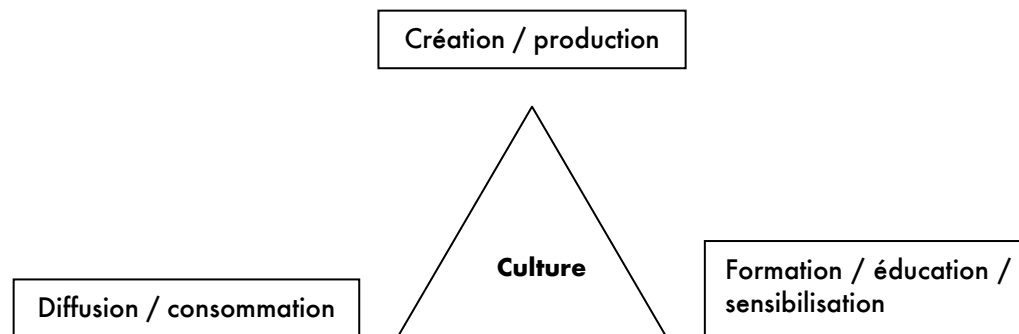 Création / production
Culture
Diffusion / consommation
Formation / éducation /
sensibilisation